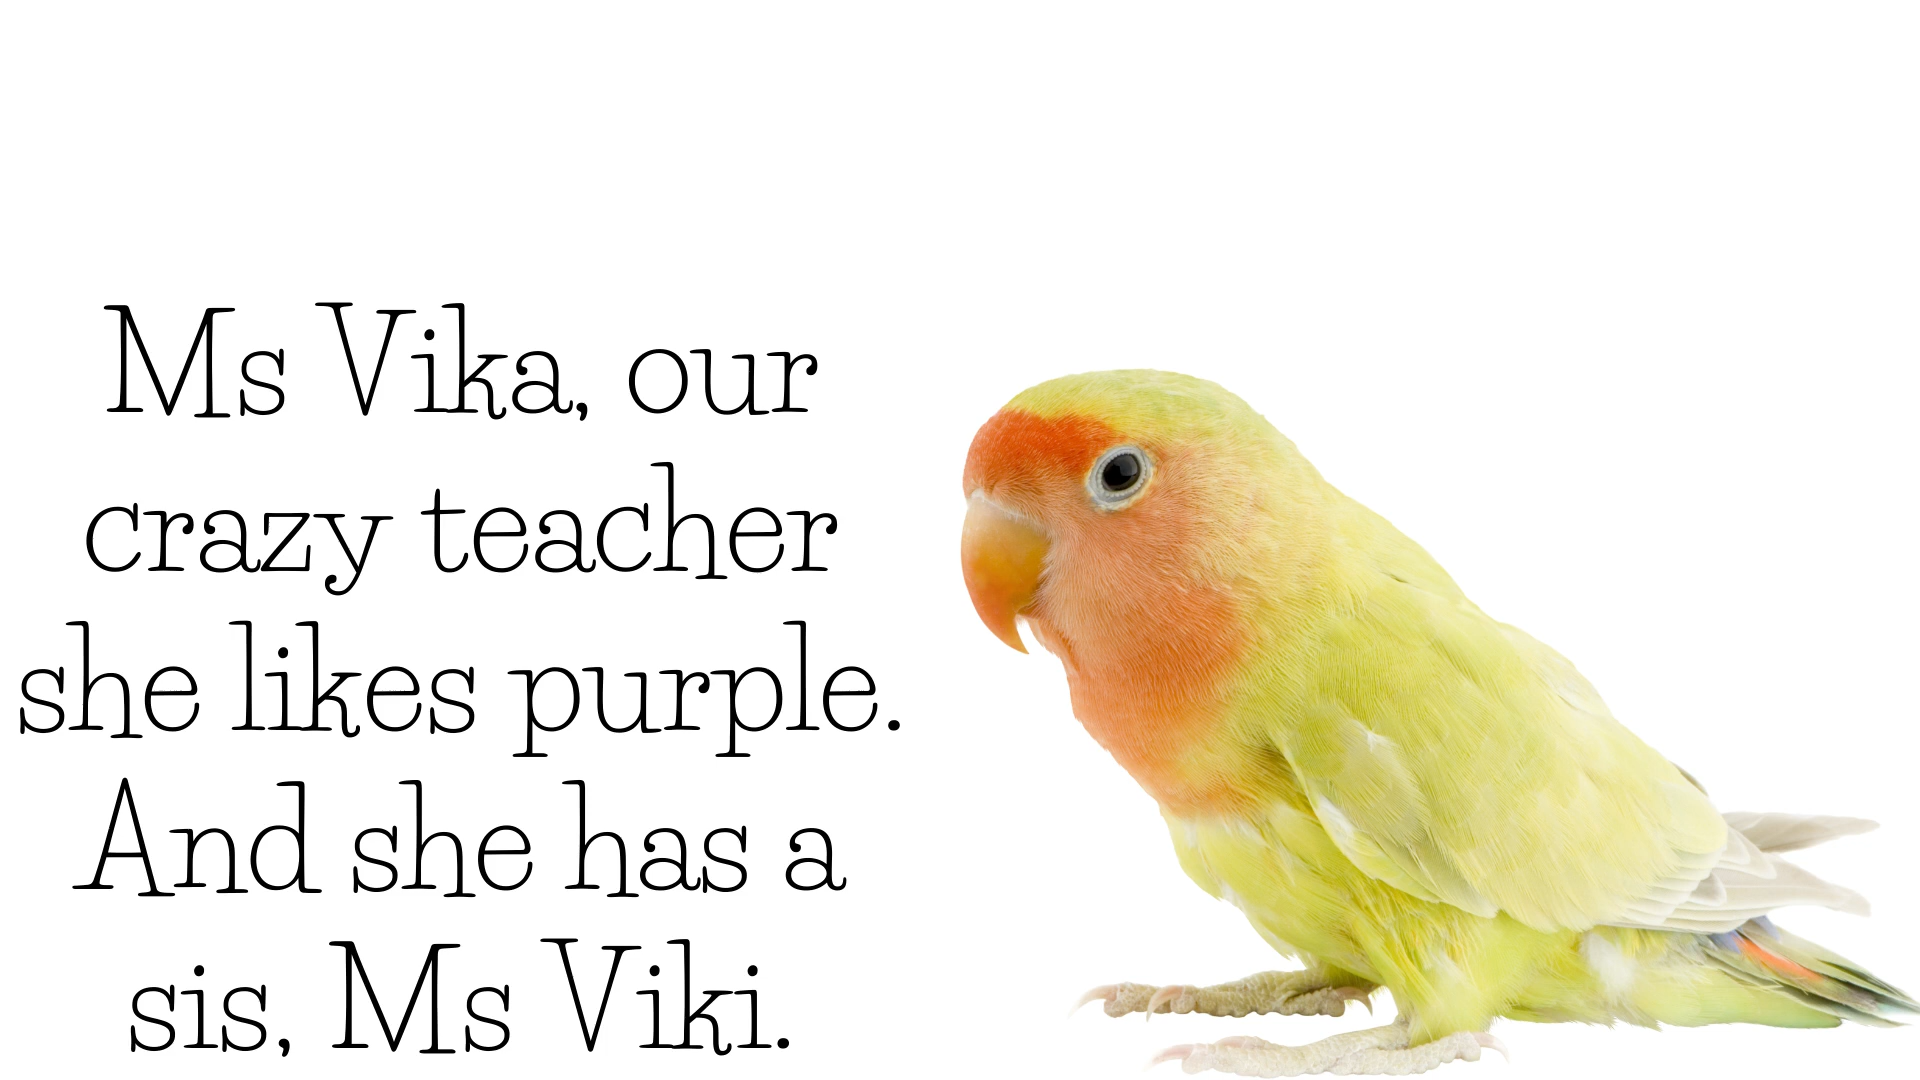 Ms Vika, our
crazy teacher
she likes purple.
And she has a
sis, Ms Viki.